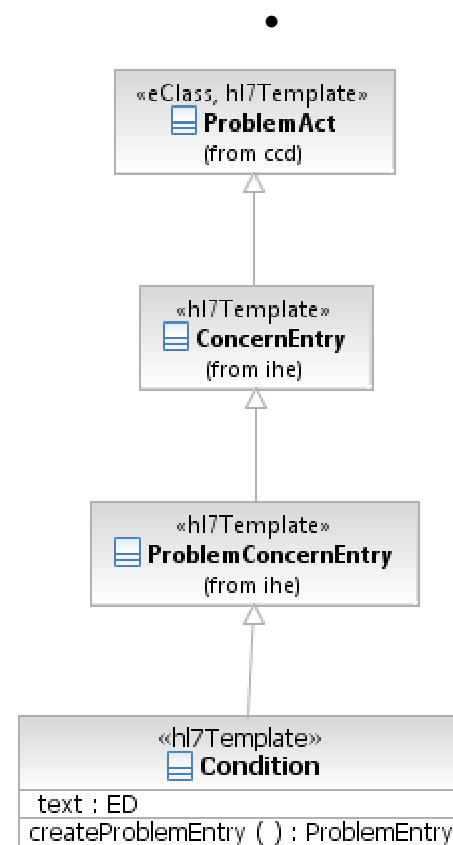 •
«eClass, hl7Template»
ProblemAct
(from ccd)
«hl7Template»
ConcernEntry
(from ihe)
«hl7Template»
ProblemConcernEntry
(from ihe)
«hl7Template»
Condition
text : ED
createProblemEntry ( ) : ProblemEntry